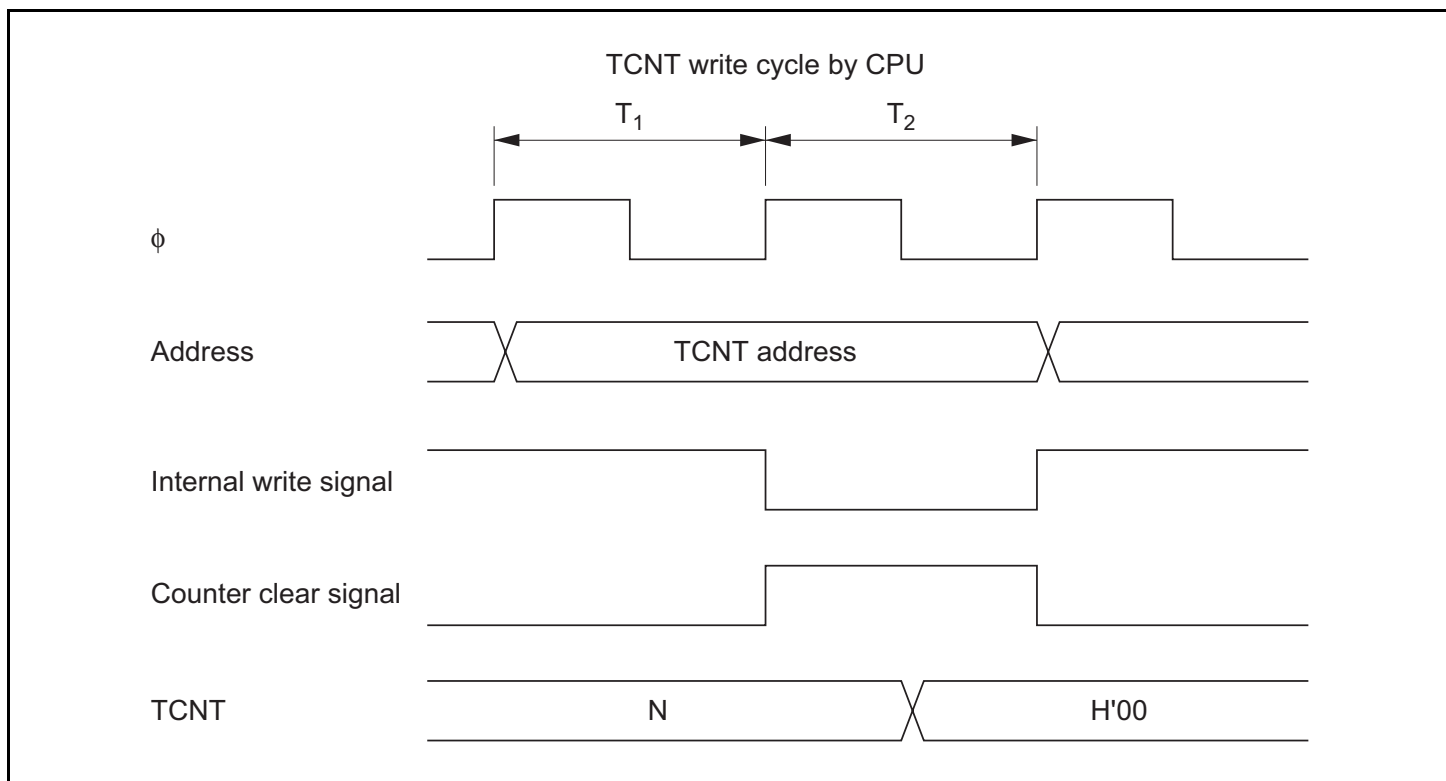 TCNT write cycle by CPU
T1 T2
ϕ
Address TCNT address
Internal write signal
Counter clear signal
TCNT N H'00